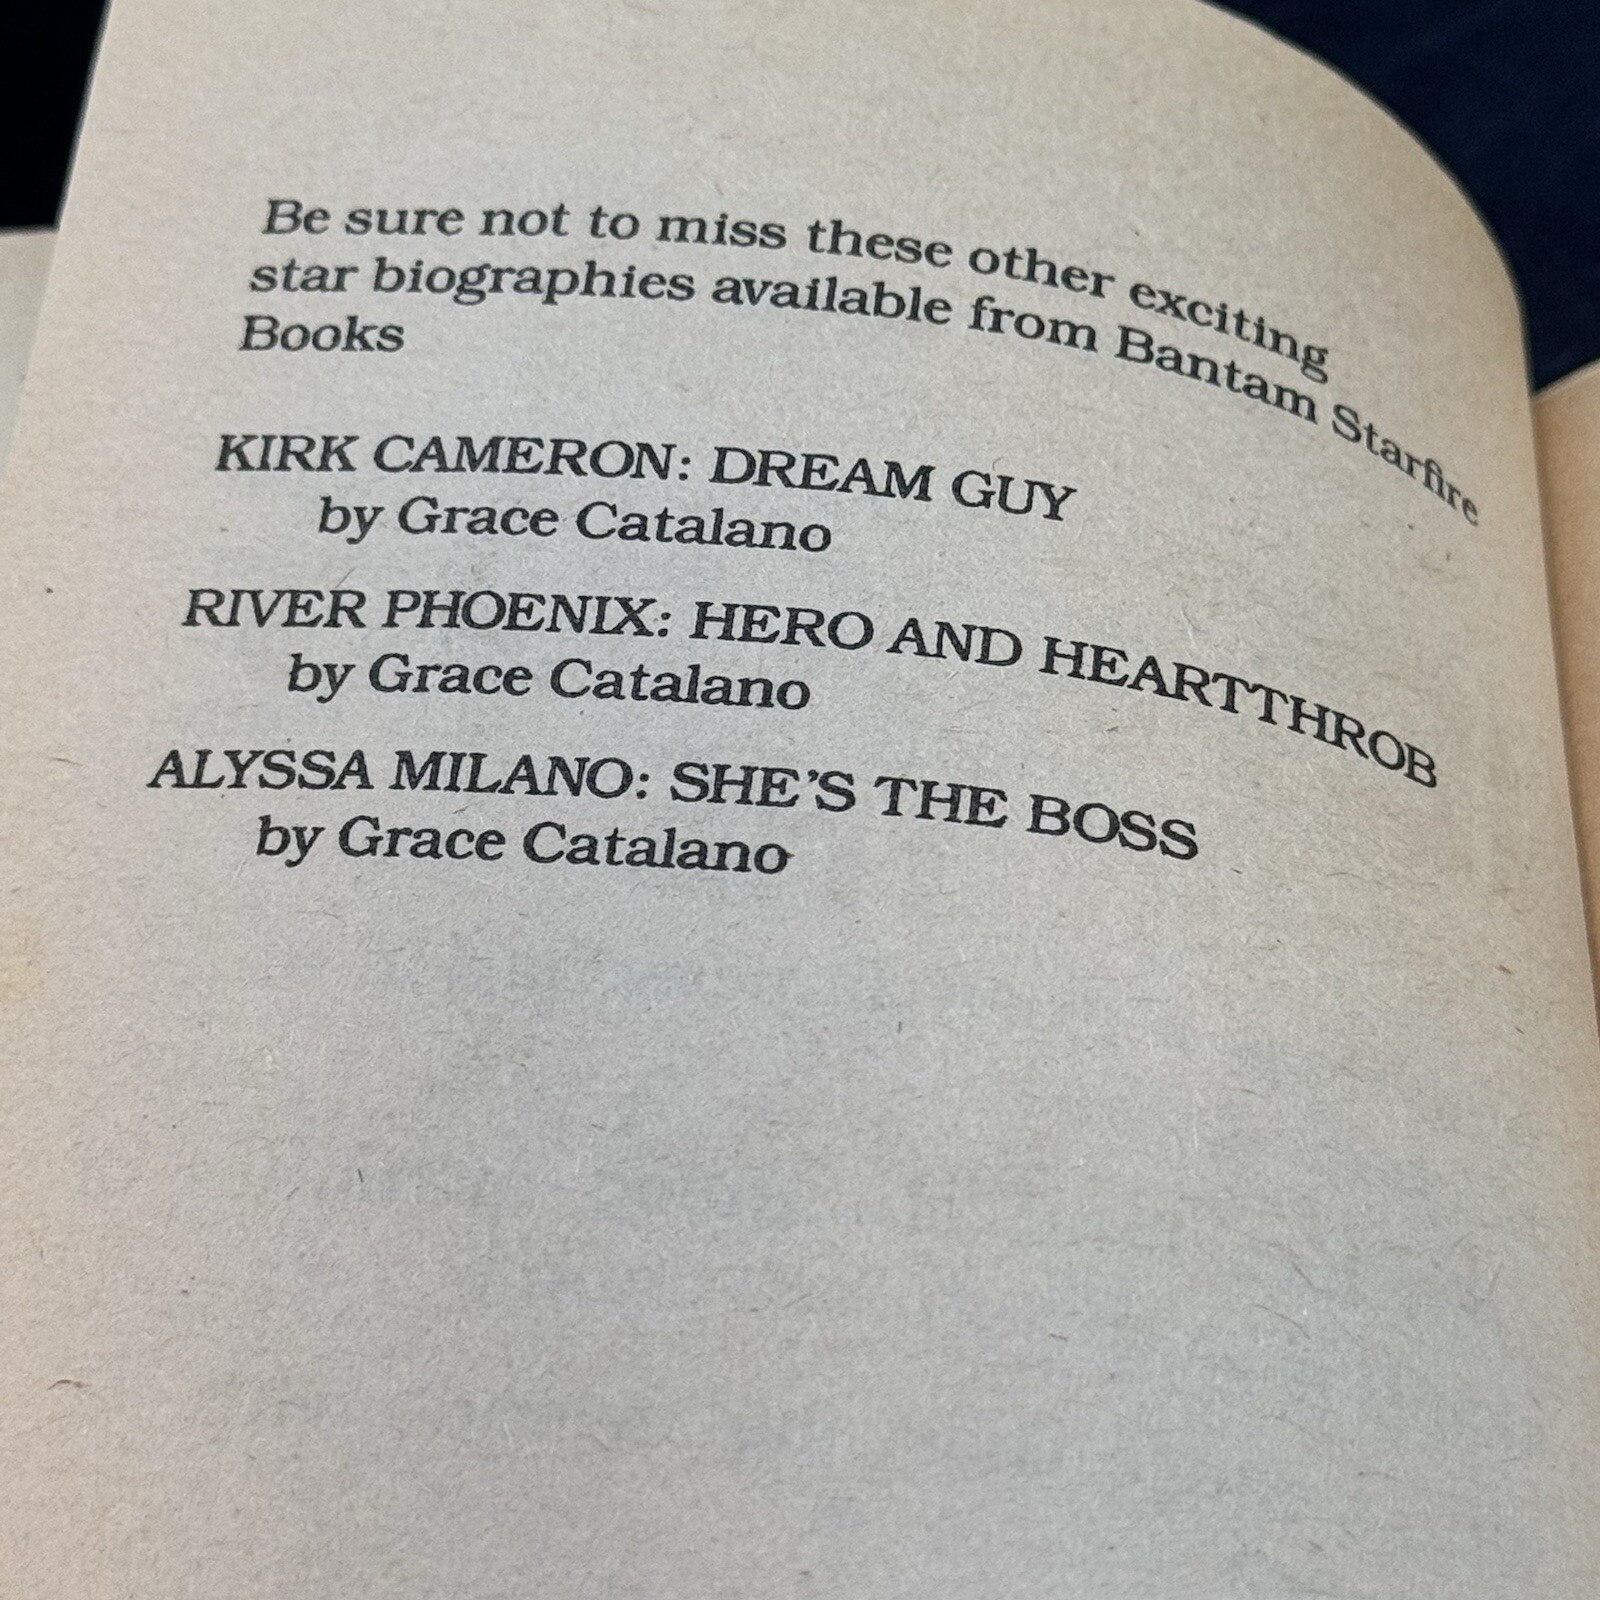 Be sure not to miss these other exciting
star biographies available from Bantam Starfire
Books
KIRK CAMERON: DREAM GUY
by Grace Catalano
RIVER PHOENIX: HERO AND HEARTTHROB
by Grace Catalano
ALYSSA MILANO: SHE'S THE BOSS
by Grace Catalano